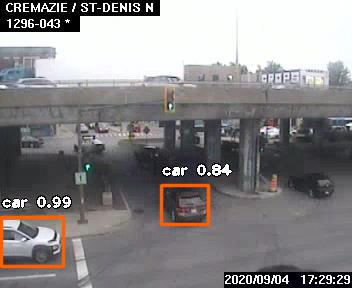 CREMAZIE / ST-DENIS N
1296-043 *
car 0.84
car 0.99
2020/09/04 17:29:29